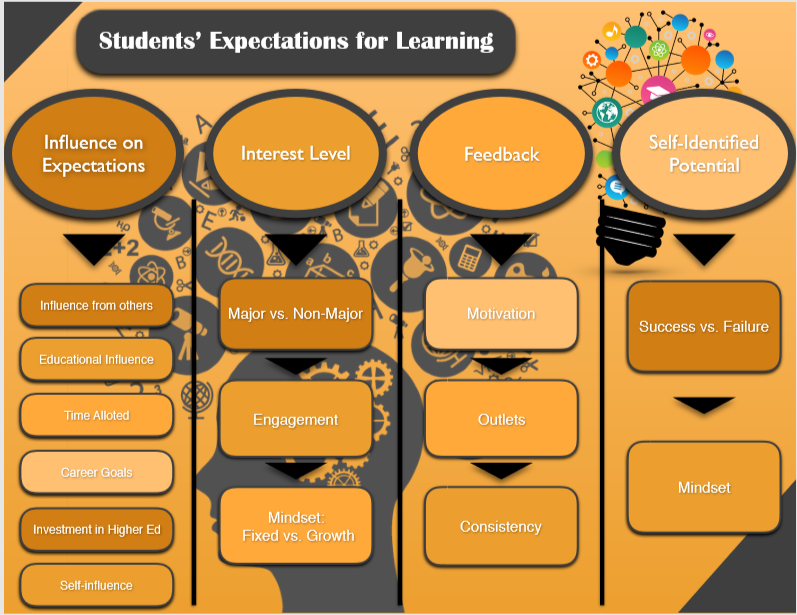 Students’ Expectations for Learning
Influence on
Expectations
Interest Level
Feedback
Self-Identified
Potential
Influence from others
Educational Influence
Time Alloted
Career Goals
Investment in Higher Ed
Self-influence
Major vs. Non-Major
Engagement
Mindset:
Fixed vs. Growth
Motivation
Outlets
Consistency
Success vs. Failure
Mindset